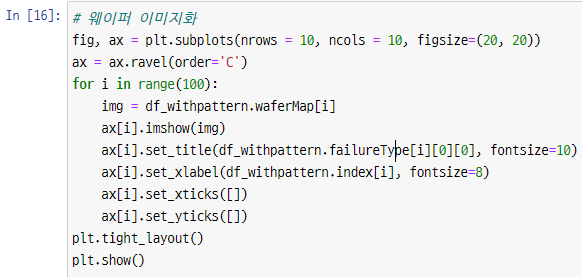 In [16]: # 웨이퍼 이미지화
fig, ax = plt.subplots(nrows = 10, ncols = 10, figsize=(20, 20))
ax = ax.ravel(order='C')
for i in range(100):
    img = df_withpattern.waferMap[i]
    ax[i].imshow(img)
    ax[i].set_title(df_withpattern.failureType[i][0][0], fontsize=10)
    ax[i].set_xlabel(df_withpattern.index[i], fontsize=8)
    ax[i].set_xticks([])
    ax[i].set_yticks([])
plt.tight_layout()
plt.show()